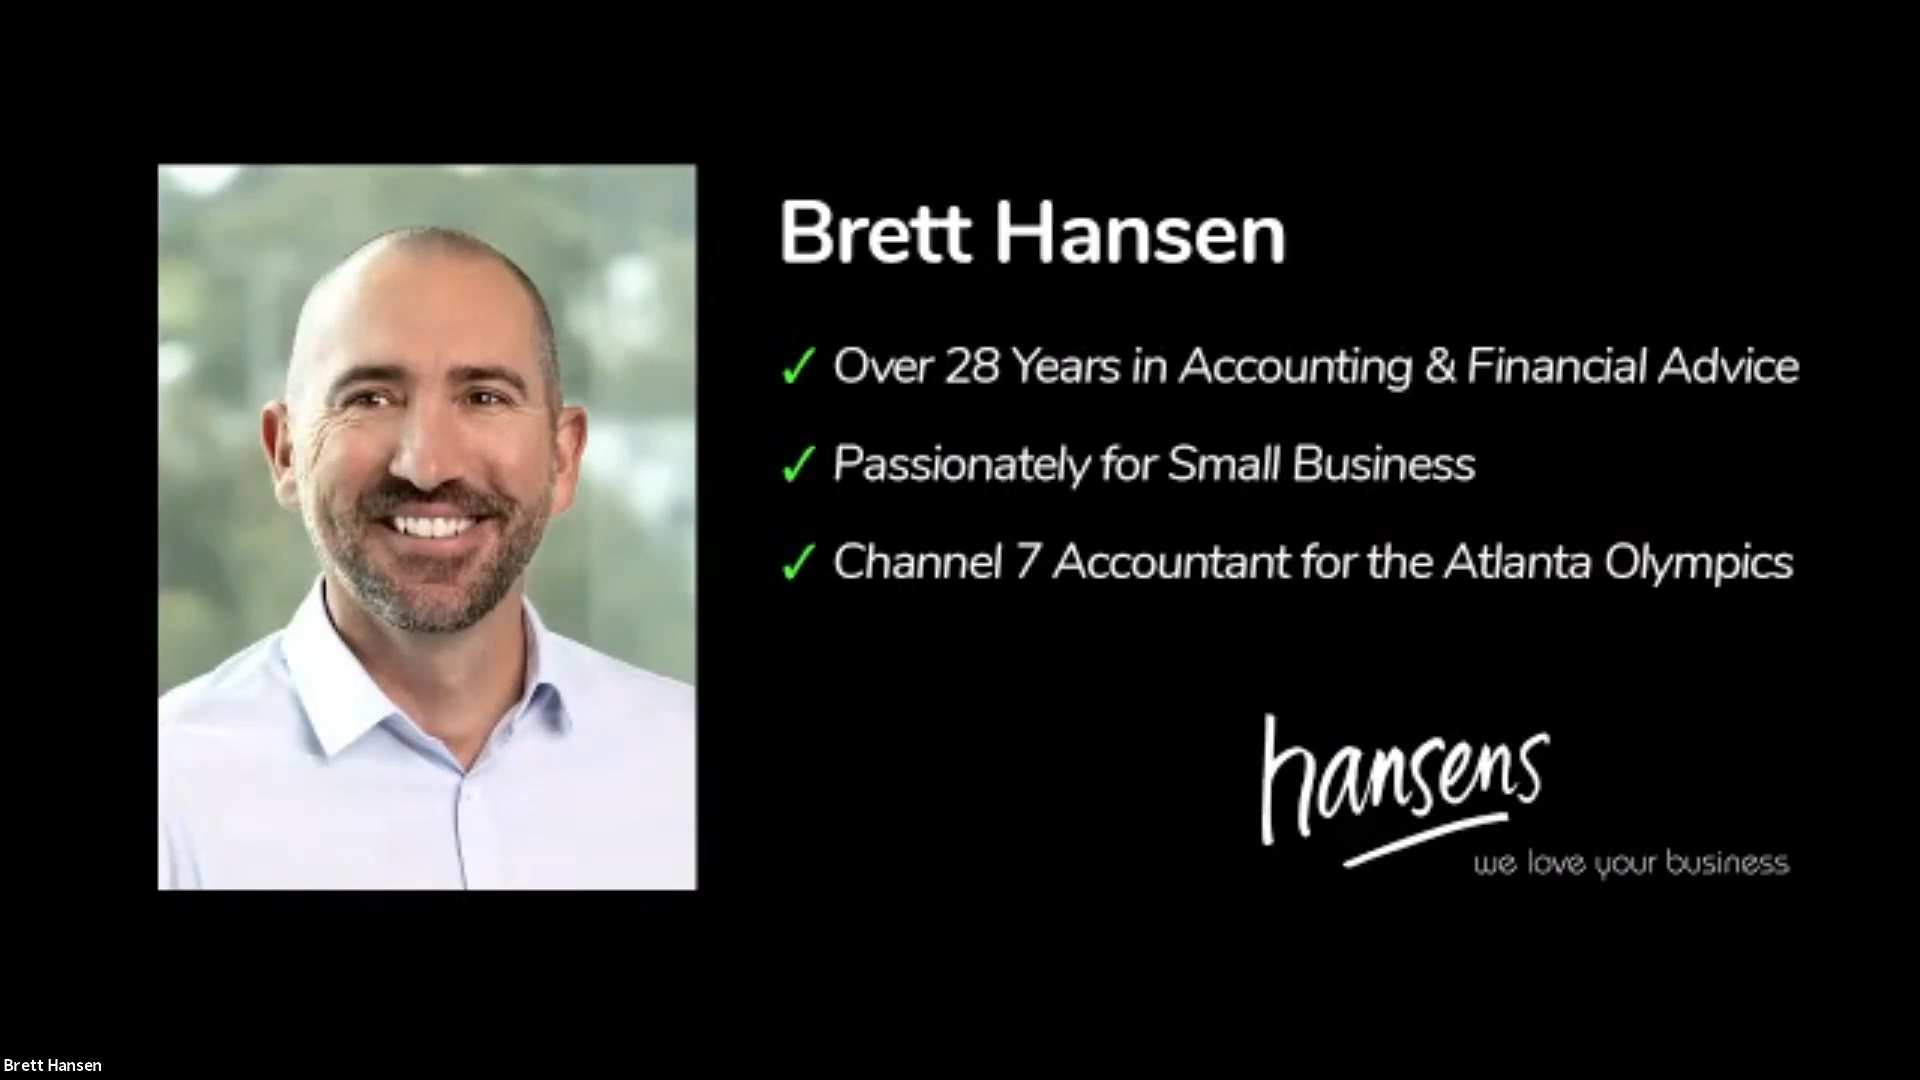 Brett Hansen
✓ Over 28 Years in Accounting & Financial Advice
✓ Passionately for Small Business
✓ Channel 7 Accountant for the Atlanta Olympics
hansens
we love your business
Brett Hansen